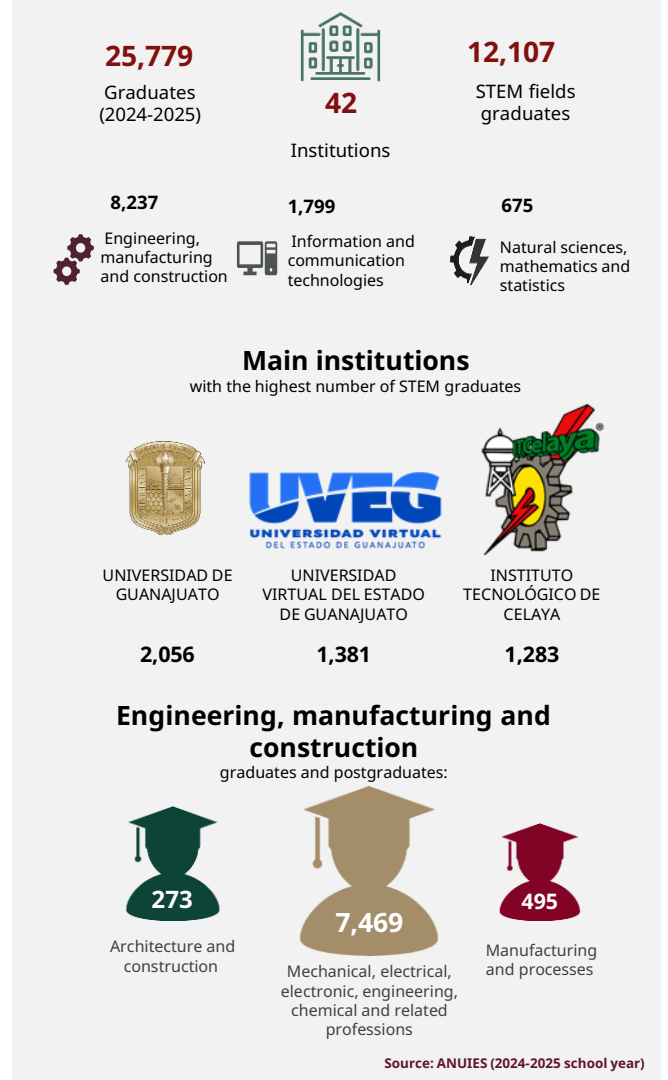 25,779
Graduates
(2024-2025)
42
Institutions
12,107
STEM fields
graduates
8,237
Engineering,
manufacturing
and construction
1,799
Information and
communication
technologies
675
Natural sciences,
mathematics and
statistics
Main institutions
with the highest number of STEM graduates
UVEG
UNIVERSIDAD VIRTUAL
DEL ESTADO DE GUANAJUATO
ITCelaya®
UNIVERSIDAD DE
GUANAJUATO
2,056
UNIVERSIDAD
VIRTUAL DEL ESTADO
DE GUANAJUATO
1,381
INSTITUTO
TECNOLÓGICO DE
CELAYA
1,283
Engineering, manufacturing and
construction
graduates and postgraduates:
273
Architecture and
construction
7,469
Mechanical, electrical,
electronic, engineering,
chemical and related
professions
495
Manufacturing
and processes
Source: ANUIES (2024-2025 school year)